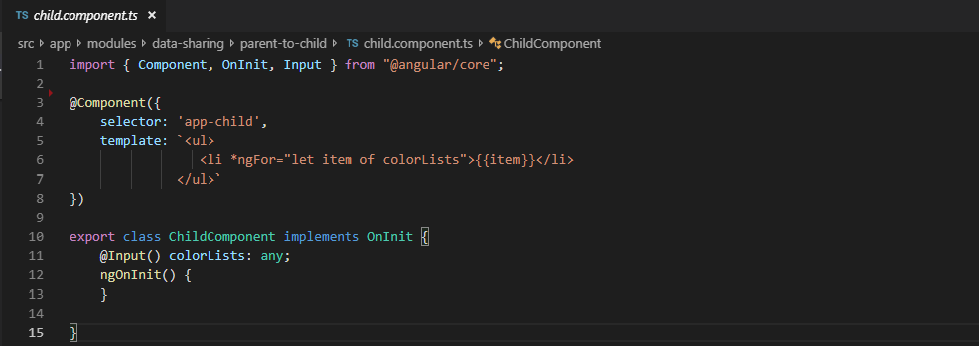 TS child.component.ts ×
src > app > modules > data-sharing > parent-to-child > TS child.component.ts > ChildComponent
1 import { Component, OnInit, Input } from "@angular/core";
2
3 @Component({
4     selector: 'app-child',
5     template: `<ul>
6                  <li *ngFor="let item of colorLists">{{item}}</li>
7               </ul>`
8 })
9
10 export class ChildComponent implements OnInit {
11     @Input() colorLists: any;
12     ngOnInit() {
13     }
14
15 }